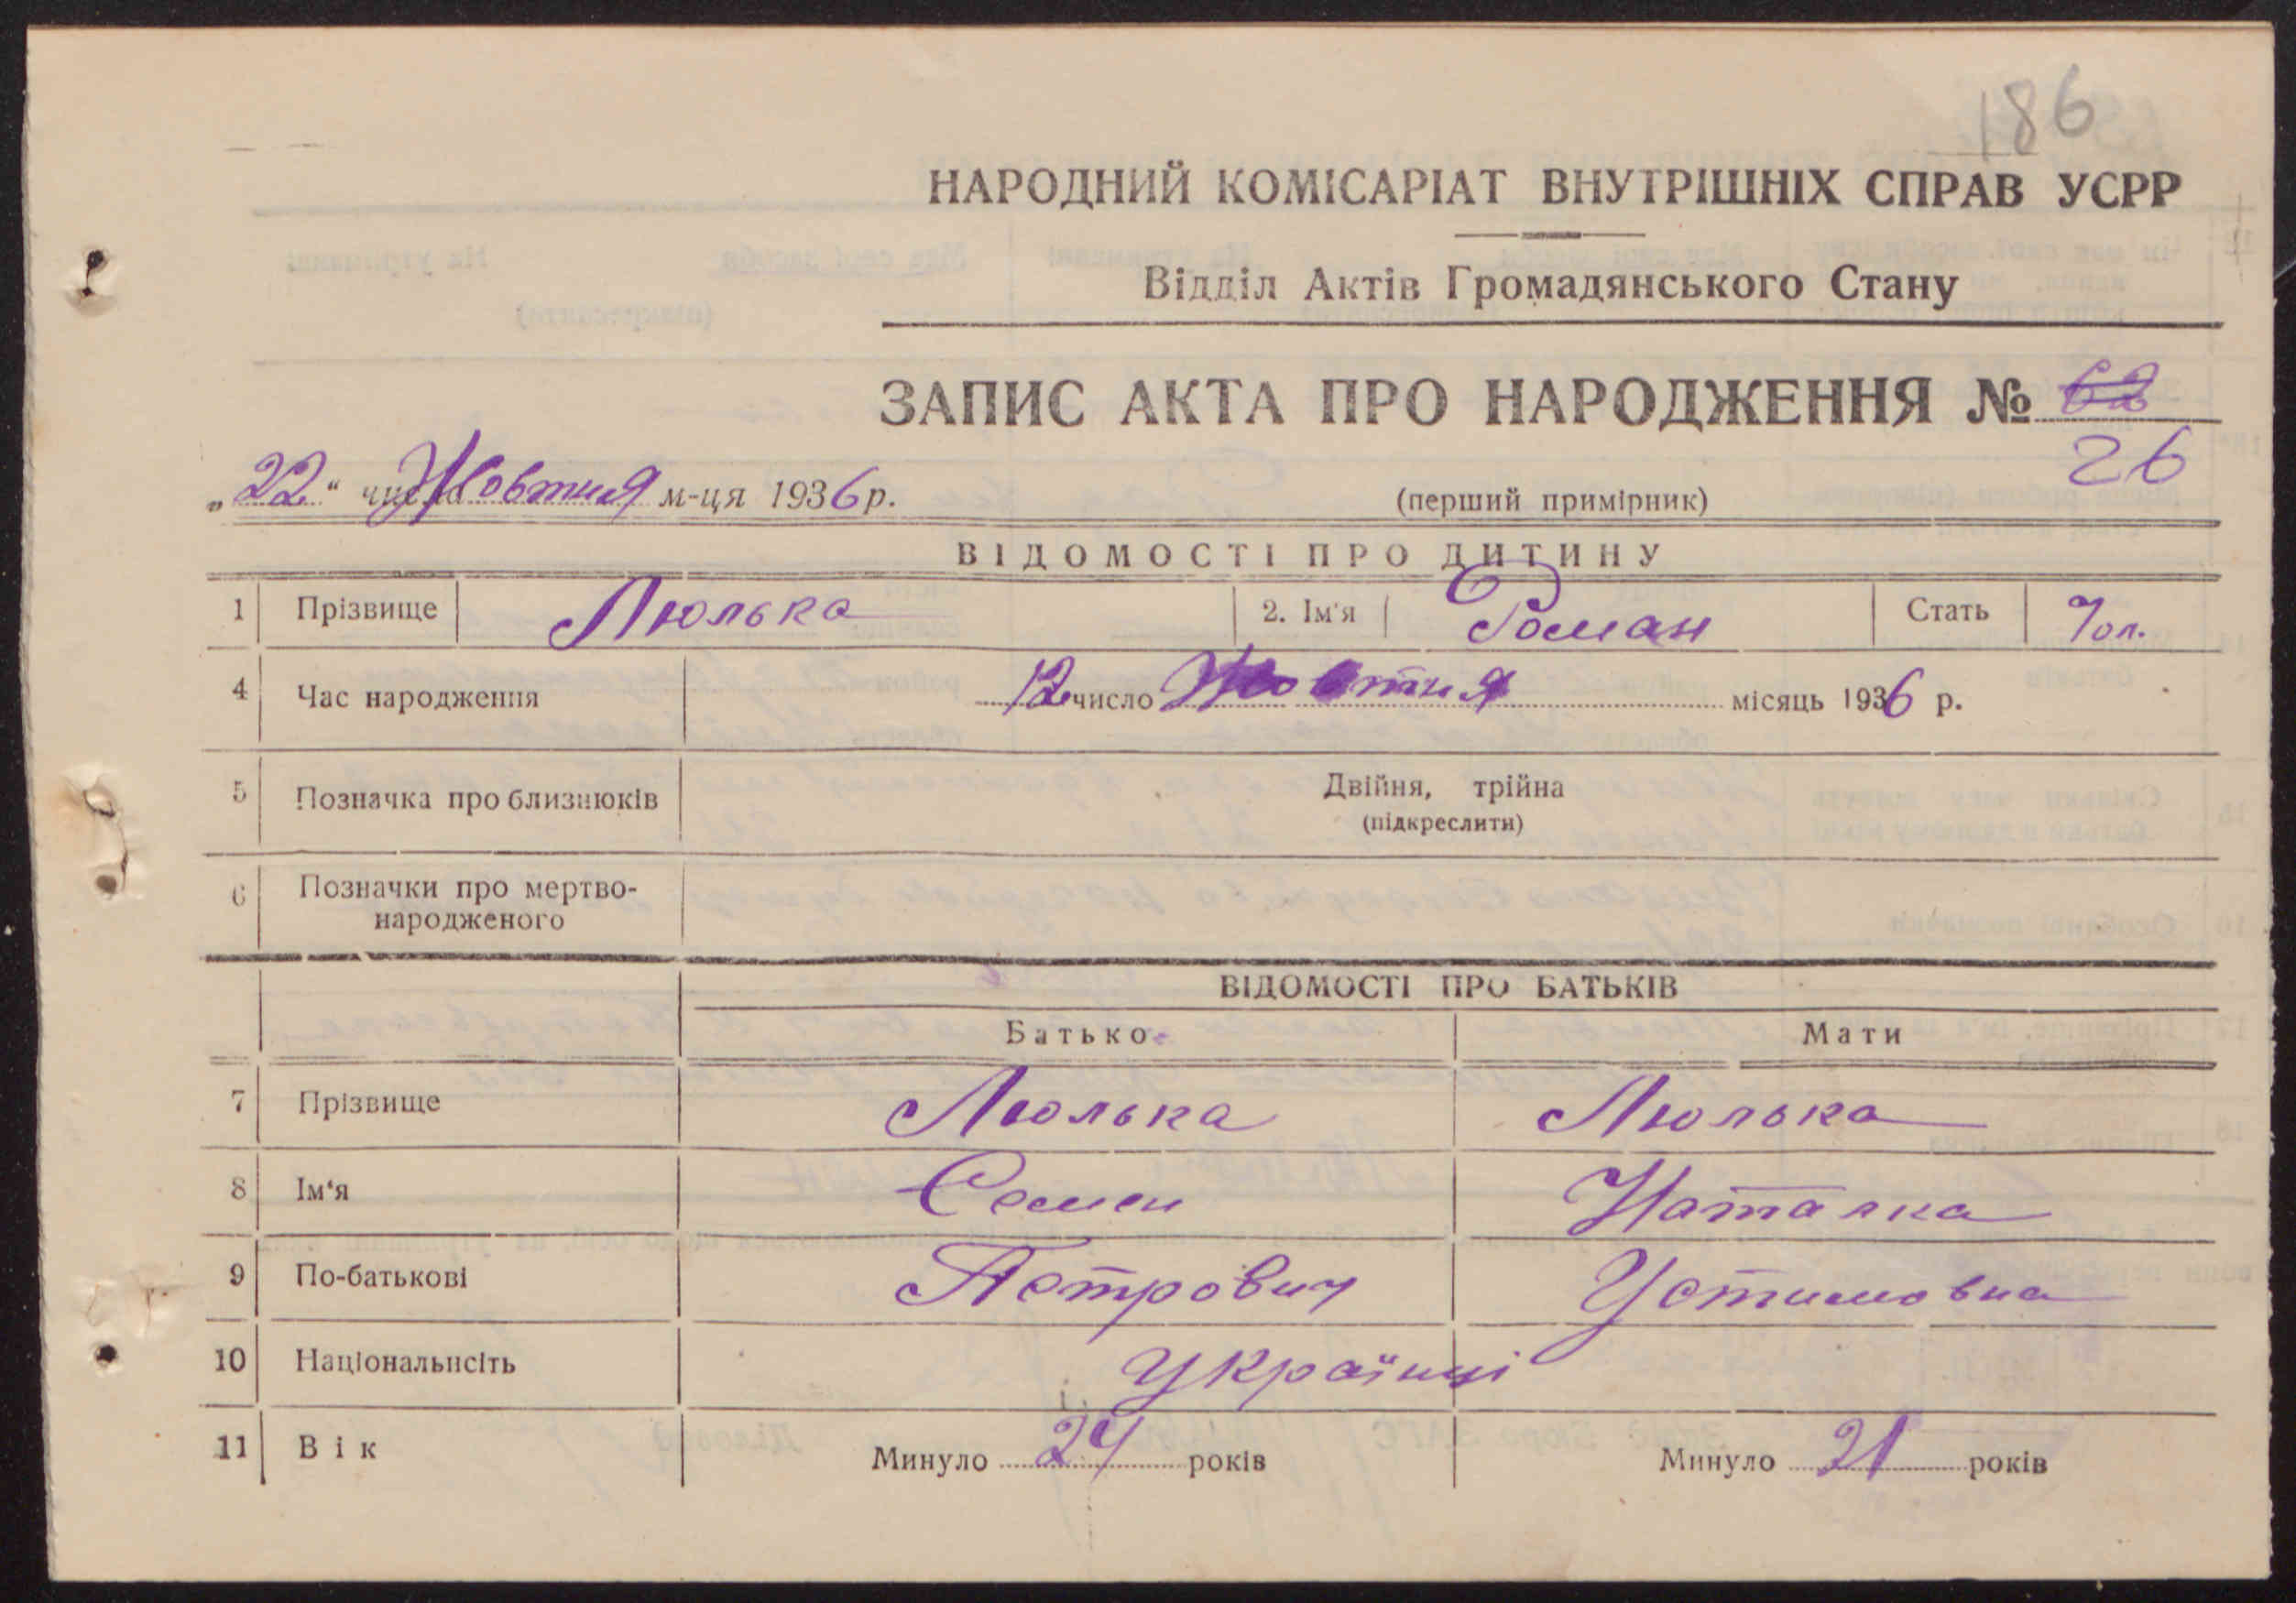 186
НАРОДНИЙ КОМІСАРІАТ ВНУТРІШНІХ СПРАВ УСРР
Відділ Актів Громадянського Стану
ЗАПИС АКТА ПРО НАРОДЖЕННЯ № 62
26
„22“ числа Жовтня м-ця 1936 р.
(перший примірник)
ВІДОМОСТІ ПРО ДИТИНУ
1 Прізвище Люлька 2. Ім'я Роман Стать Чол.
4 Час народження 12 число Жовтня місяць 1936 р.
5 Позначка про близнюків Двійня, трійна
(підкреслити)
6 Позначки про мертво-
народженого
ВІДОМОСТІ ПРО БАТЬКІВ
Батько Мати
7 Прізвище Люлька Люлька
8 Ім‘я Семен Наталка
9 По-батькові Петрович Устимовна
10 Національнсіть Українці
11 Вік Минуло 24 років Минуло 21 років